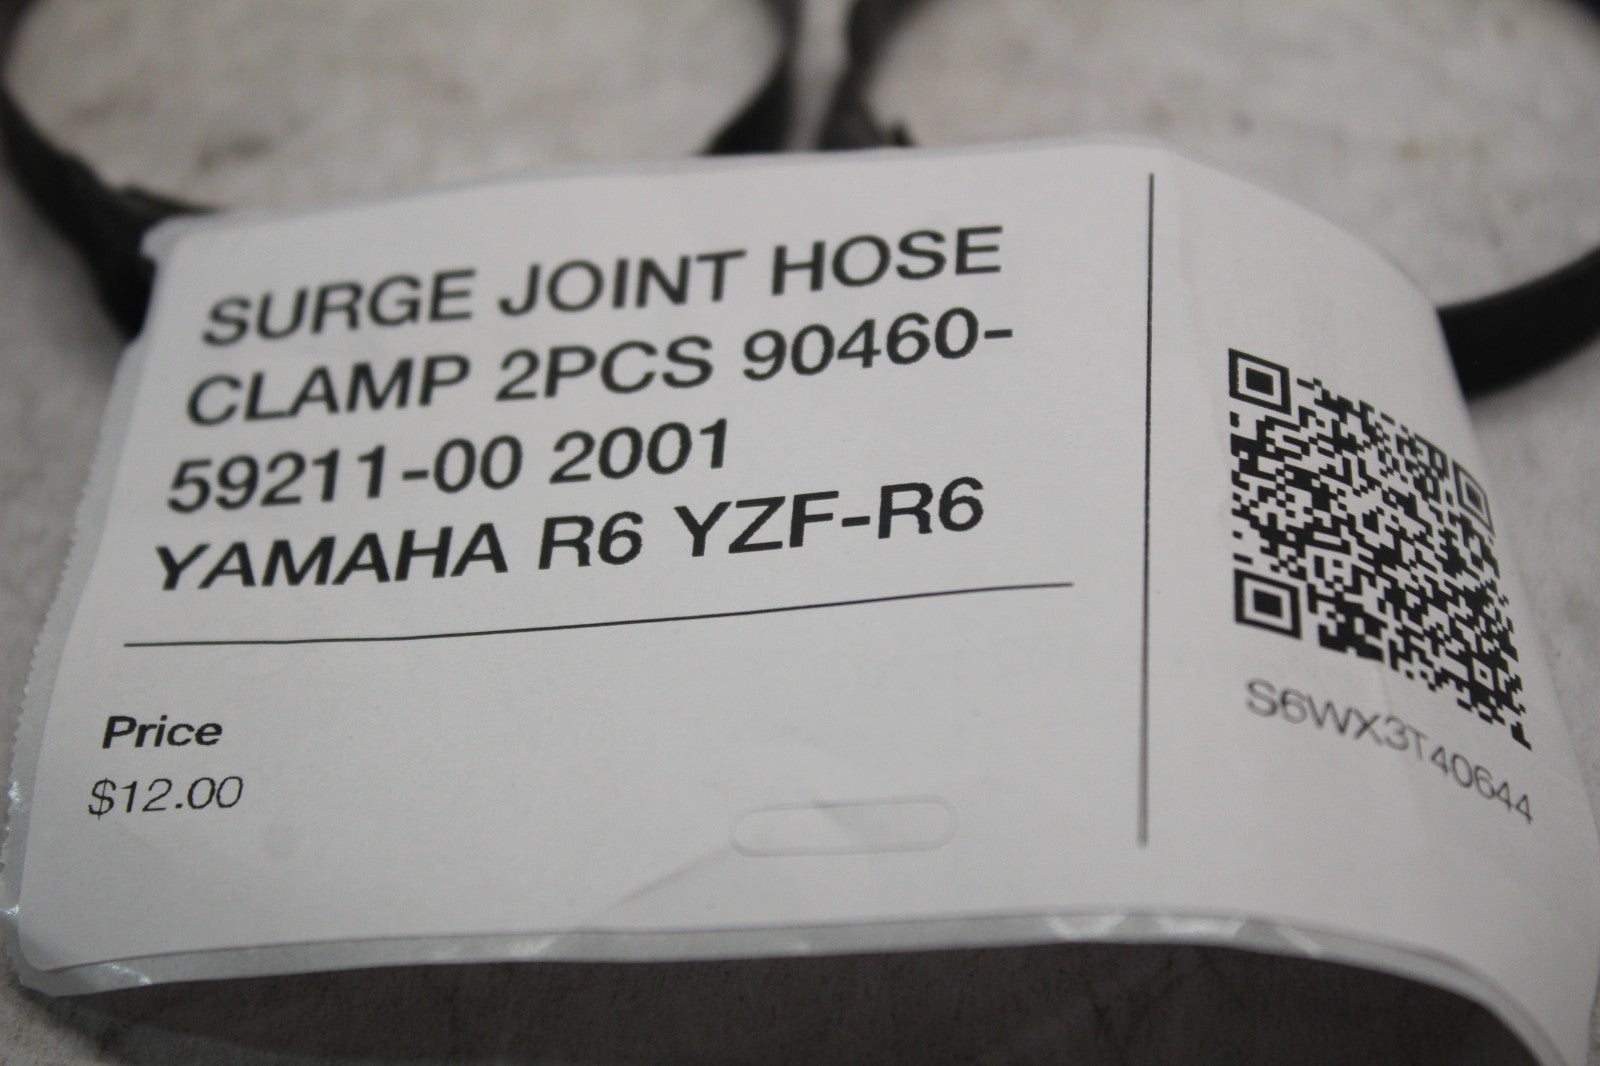 SURGE JOINT HOSE
CLAMP 2PCS 90460-
59211-00 2001
YAMAHA R6 YZF-R6
Price
$12.00
S6WX3T40644